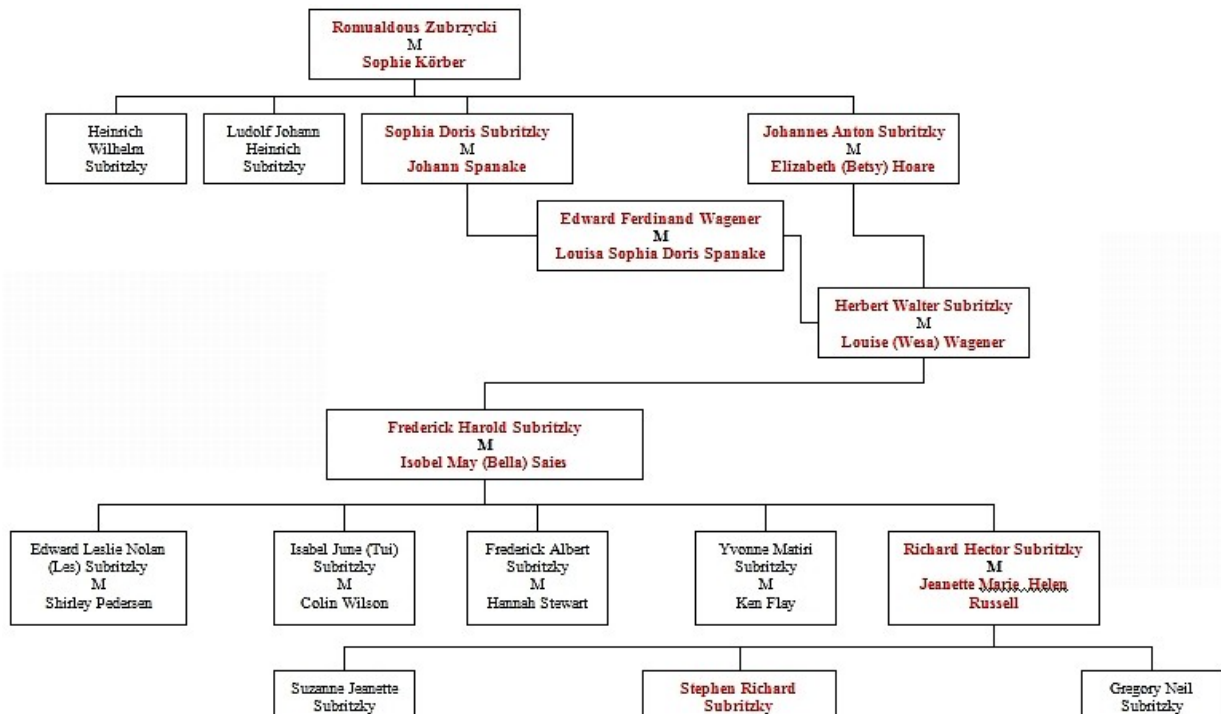 Romualdous Zubrzycki
M
Sophie Körber
Heinrich
Wilhelm
Subritzky
Ludolf Johann
Heinrich
Subritzky
Sophia Doris Subritzky
M
Johann Spanake
Johannes Anton Subritzky
M
Elizabeth (Betsy) Hoare
Edward Ferdinand Wagener
M
Louisa Sophia Doris Spanake
Herbert Walter Subritzky
M
Louise (Wesa) Wagener
Frederick Harold Subritzky
M
Isobel May (Bella) Saies
Edward Leslie Nolan
(Les) Subritzky
M
Shirley Pedersen
Isabel June (Tui)
Subritzky
M
Colin Wilson
Frederick Albert
Subritzky
M
Hannah Stewart
Yvonne Matiri
Subritzky
M
Ken Flay
Richard Hector Subritzky
M
Jeanette Marie Helen
Russell
Suzanne Jeanette
Subritzky
Stephen Richard
Subritzky
Gregory Neil
Subritzky